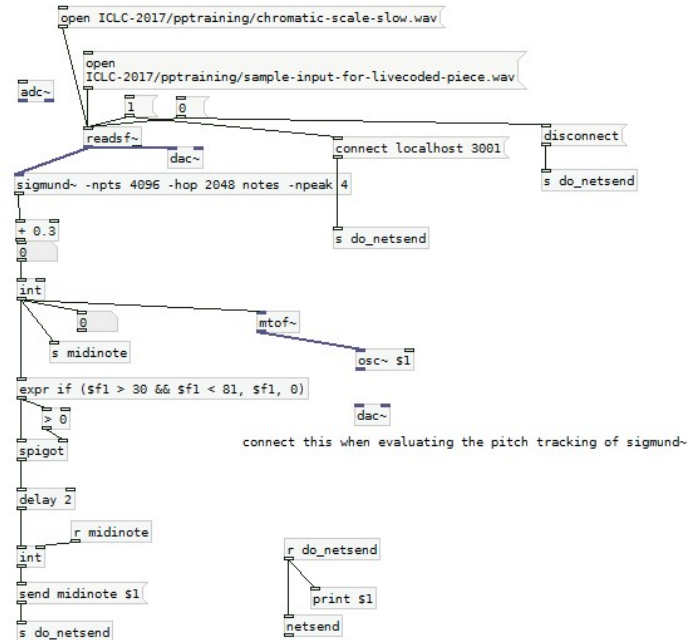 open ICLC-2017/pptraining/chromatic-scale-slow.wav
open
ICLC-2017/pptraining/sample-input-for-livecoded-piece.wav
adc~
1
0
readsf~
disconnect
dac~
connect localhost 3001
sigmund~ -npts 4096 -hop 2048 notes -npeak 4
s do_netsend
+ 0.3
s do_netsend
0
int
0
mtof~
s midinote
osc~ $1
expr if ($f1 > 30 && $f1 < 81, $f1, 0)
> 0
dac~
connect this when evaluating the pitch tracking of sigmund~
spigot
delay 2
r midinote
int
r do_netsend
send midinote $1
print $1
s do_netsend
netsend